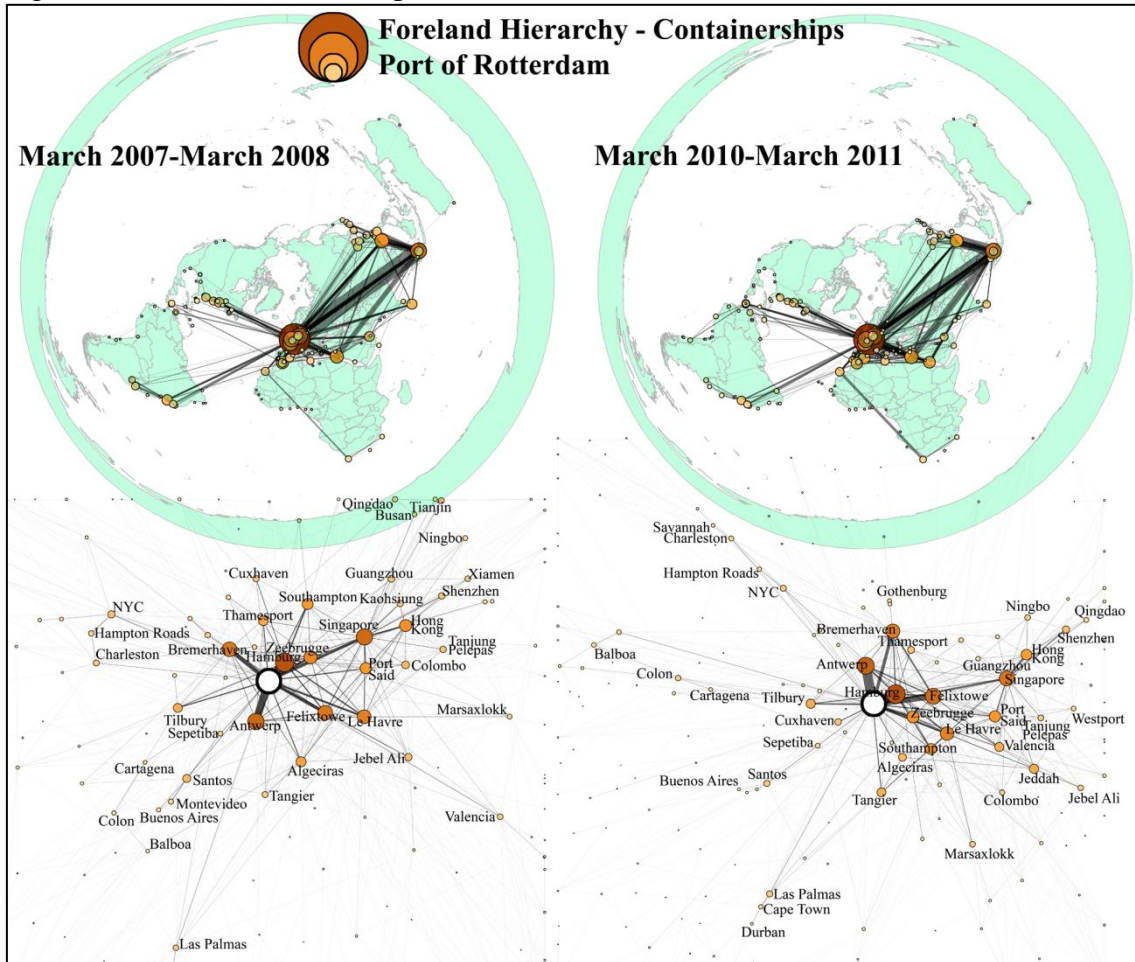 Foreland Hierarchy - Containerships
Port of Rotterdam
March 2007-March 2008
March 2010-March 2011
Qingdao
Tianjin
Busan
Ningbo
Cuxhaven
Guangzhou
Xiamen
Southampton
Kaohsiung
Shenzhen
NYC
Thamesport
Singapore
Hong
Kong
Hampton Roads
Zeebrugge
Tanjung
Pelepas
Bremerhaven
Hamburg
Port
Said
Colombo
Charleston
Marsaxlokk
Tilbury
Felixtowe
Le Havre
Sepetiba
Antwerp
Cartagena
Algeciras
Jebel Ali
Santos
Tangier
Montevideo
Colon
Buenos Aires
Valencia
Balboa
Las Palmas
Savannah
Charleston
Hampton Roads
NYC
Gothenburg
Ningbo
Qingdao
Bremerhaven
Thamesport
Shenzhen
Balboa
Antwerp
Hong
Kong
Guangzhou
Colon
Singapore
Cartagena
Hamburg
Felixtowe
Tilbury
Zeebrugge
Port
Said
Tanjung
Pelepas
Westport
Cuxhaven
Le Havre
Sepetiba
Southampton
Valencia
Algeciras
Jeddah
Buenos Aires
Santos
Tangier
Colombo
Jebel Ali
Marsaxlokk
Las Palmas
Cape Town
Durban